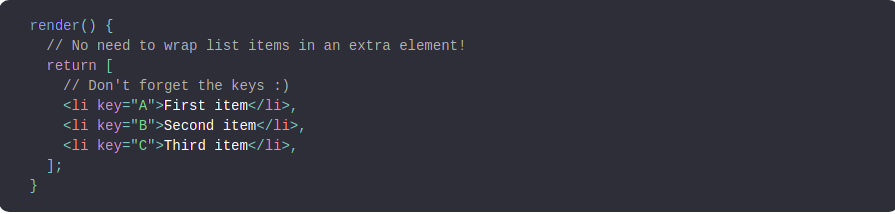 render() {
  // No need to wrap list items in an extra element!
  return [
    // Don't forget the keys :)
    <li key="A">First item</li>,
    <li key="B">Second item</li>,
    <li key="C">Third item</li>,
  ];
}